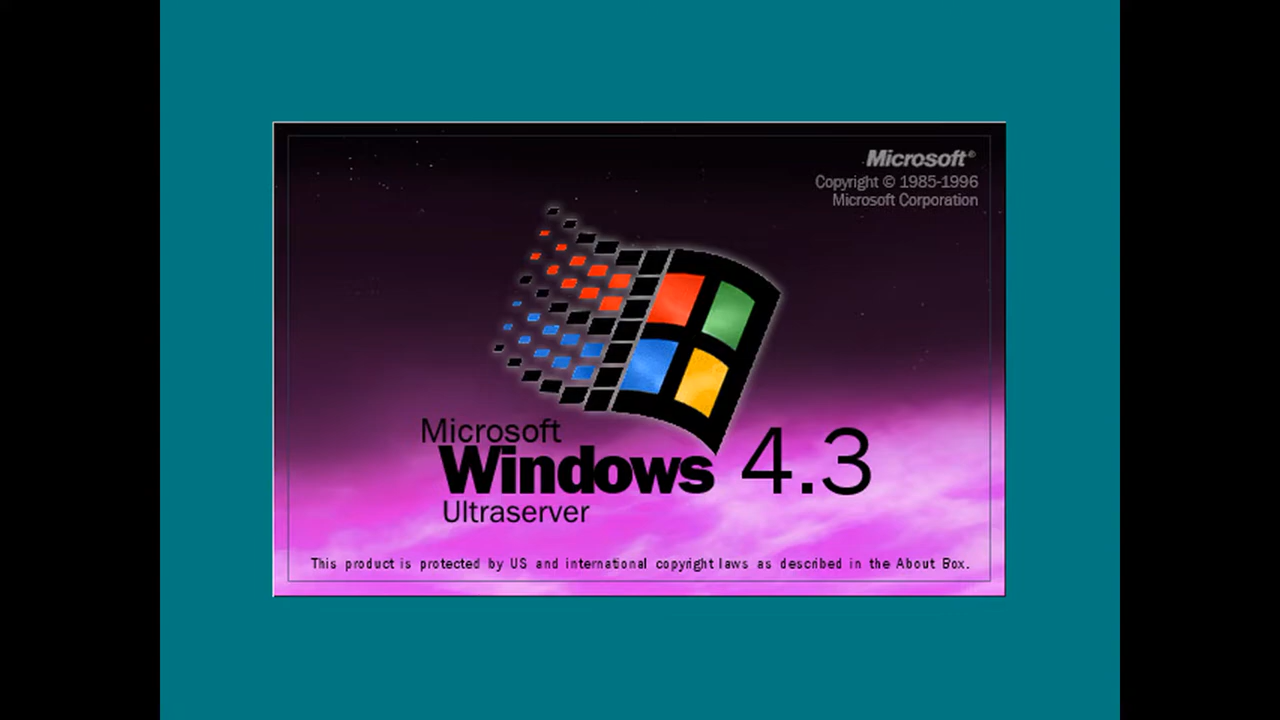 Microsoft®
Copyright © 1985-1996
Microsoft Corporation
Microsoft
Windows 4.3
Ultraserver
This product is protected by US and international copyright laws as described in the About Box.